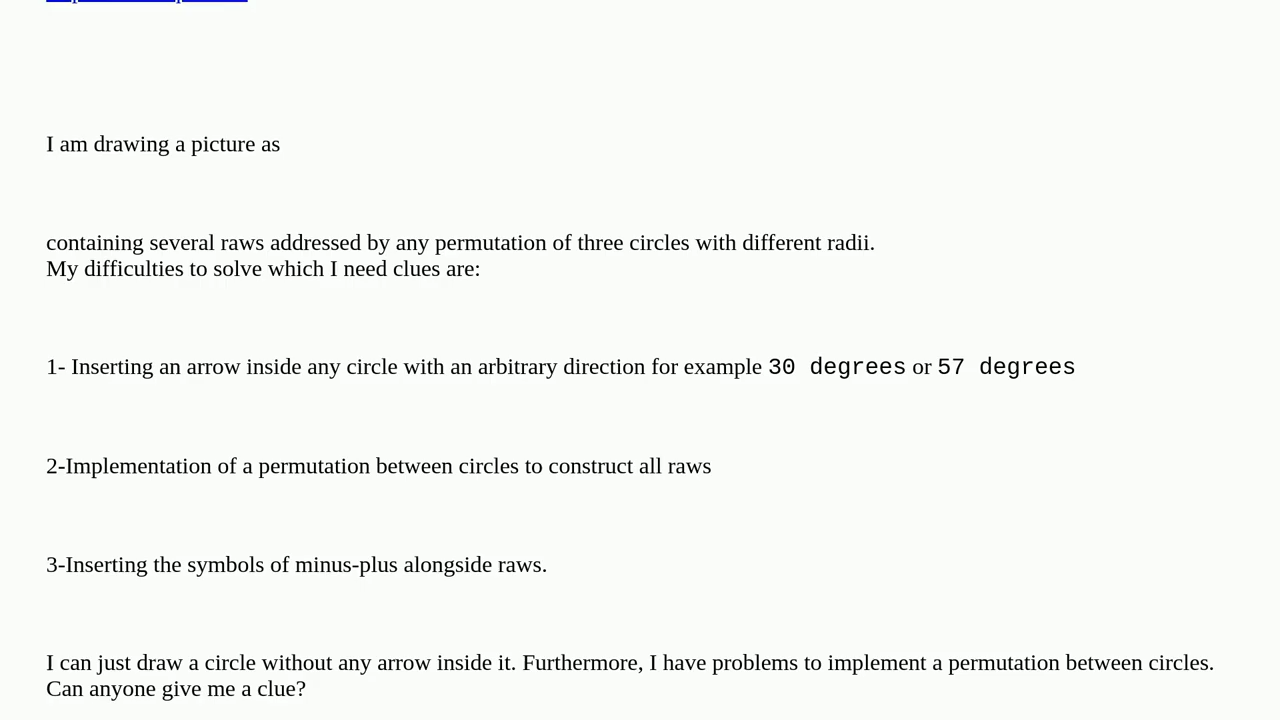 I am drawing a picture as
containing several raws addressed by any permutation of three circles with different radii.
My difficulties to solve which I need clues are:
1- Inserting an arrow inside any circle with an arbitrary direction for example 30 degrees or 57 degrees
2-Implementation of a permutation between circles to construct all raws
3-Inserting the symbols of minus-plus alongside raws.
I can just draw a circle without any arrow inside it. Furthermore, I have problems to implement a permutation between circles.
Can anyone give me a clue?